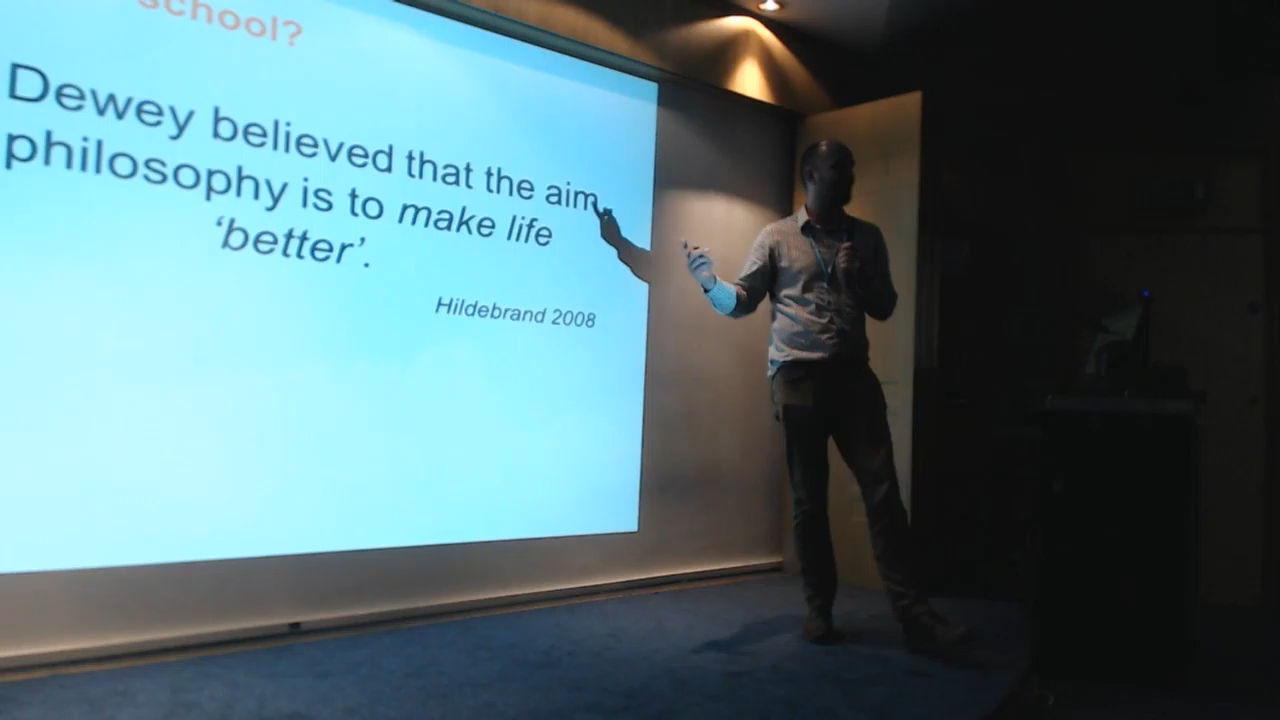 school?
Dewey believed that the aim
philosophy is to make life
‘better’.
Hildebrand 2008